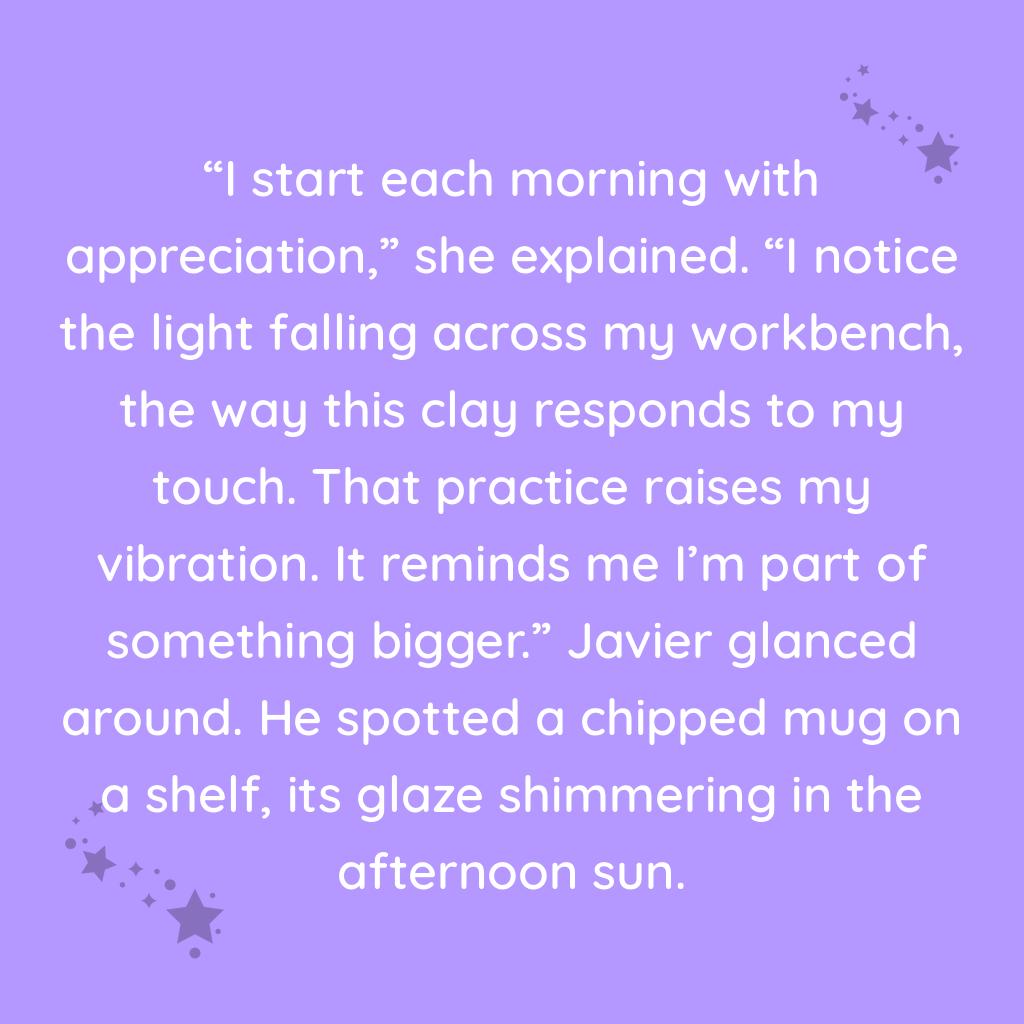 “I start each morning with
appreciation,” she explained. “I notice
the light falling across my workbench,
the way this clay responds to my
touch. That practice raises my
vibration. It reminds me I’m part of
something bigger.” Javier glanced
around. He spotted a chipped mug on
a shelf, its glaze shimmering in the
afternoon sun.